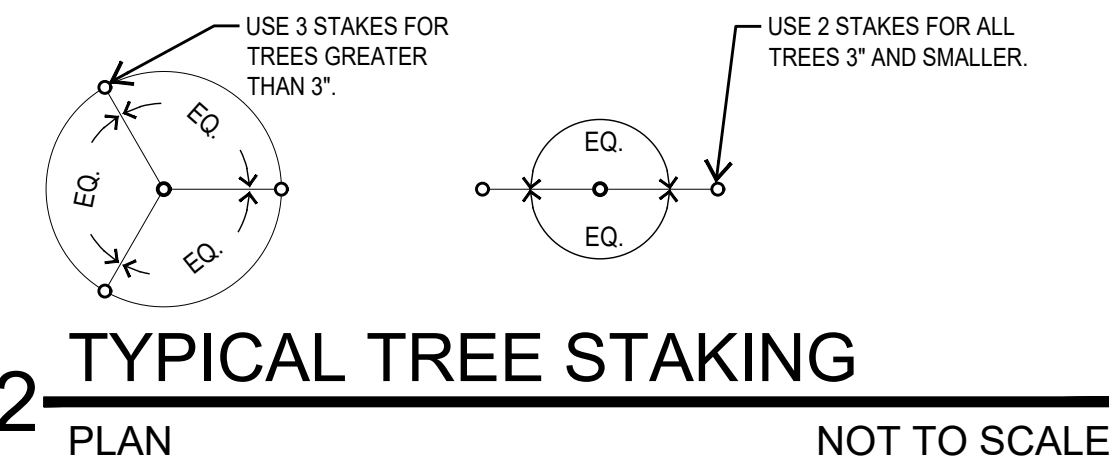 USE 3 STAKES FOR
TREES GREATER
THAN 3".
USE 2 STAKES FOR ALL
TREES 3" AND SMALLER.
EQ.
EQ.
EQ.
EQ.
EQ.
2
TYPICAL TREE STAKING
PLAN
NOT TO SCALE